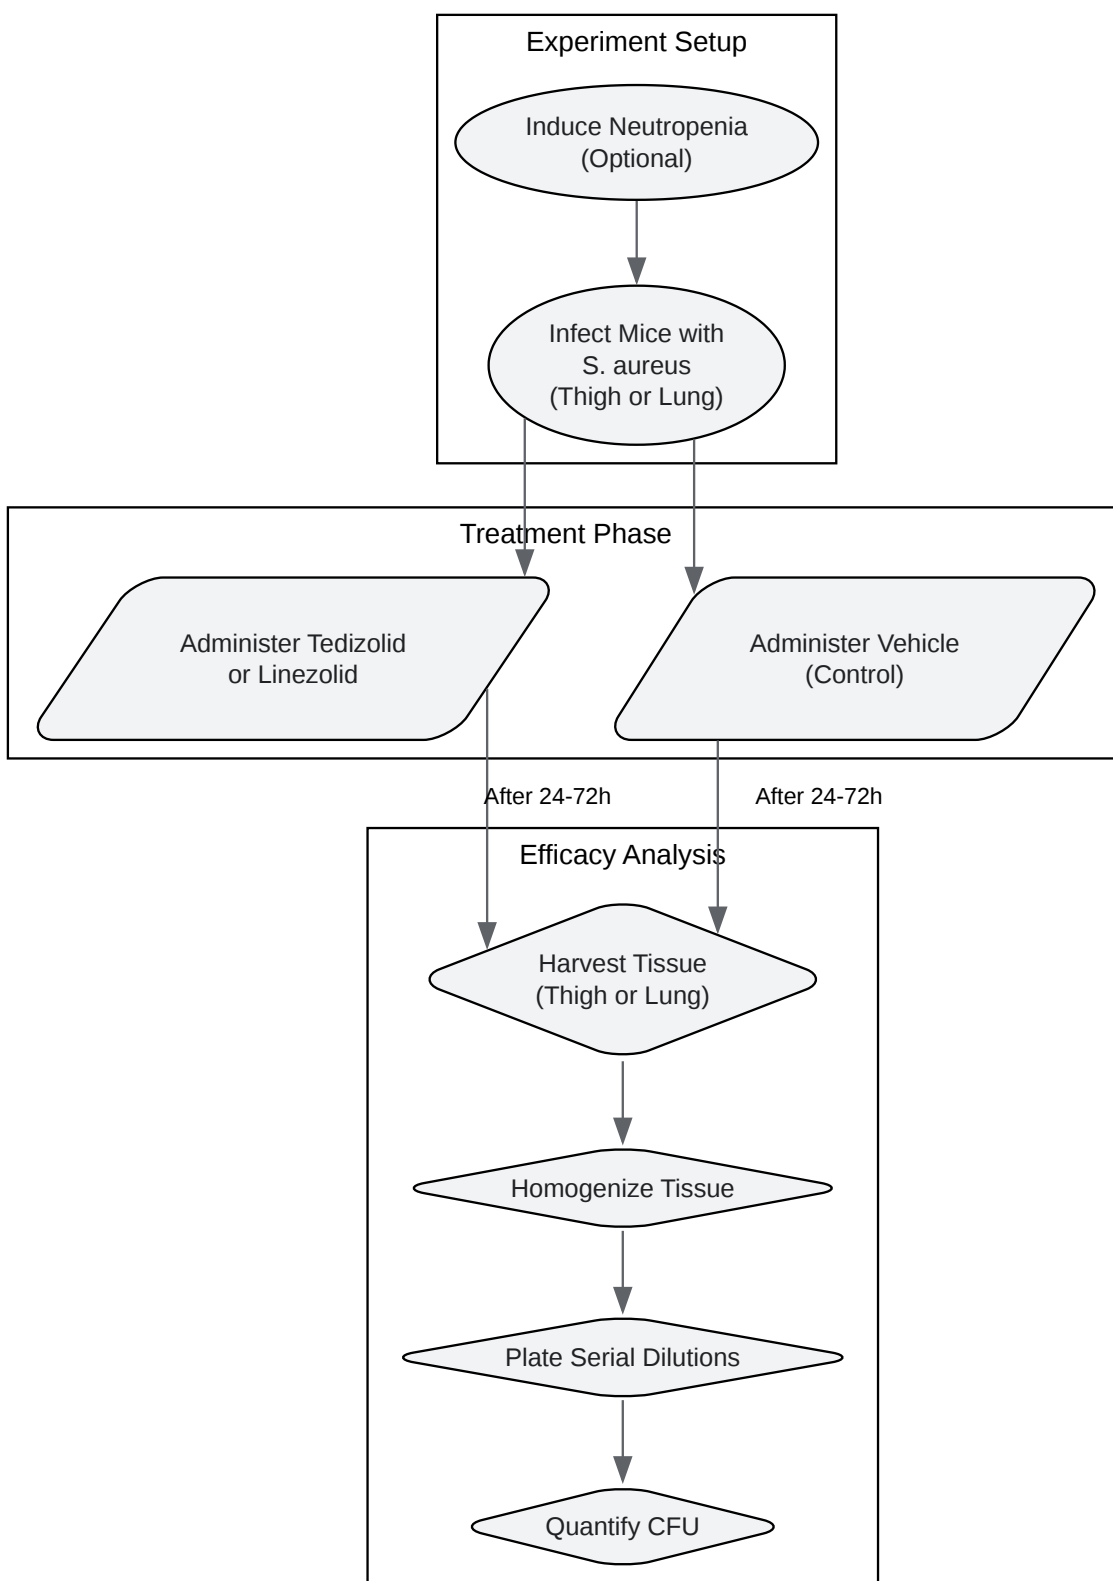 Experiment Setup
Induce Neutropenia
(Optional)
Infect Mice with
S. aureus
(Thigh or Lung)
Treatment Phase
Administer Tedizolid
or Linezolid
Administer Vehicle
(Control)
After 24-72h
After 24-72h
Efficacy Analysis
Harvest Tissue
(Thigh or Lung)
Homogenize Tissue
Plate Serial Dilutions
Quantify CFU